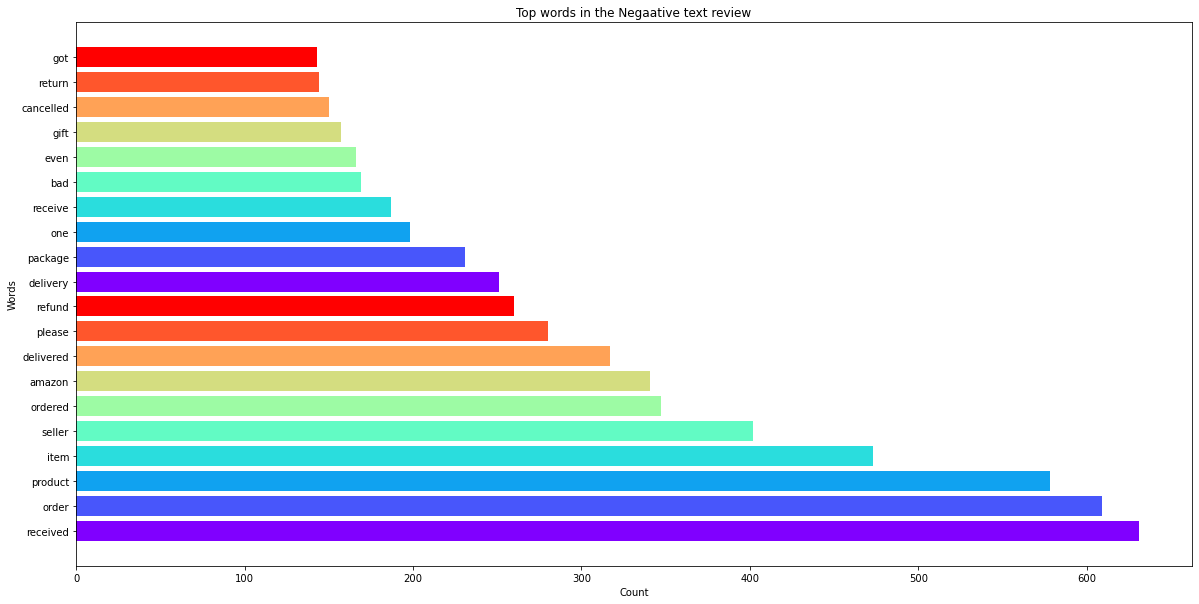 Top words in the Negaative text review
got
return
cancelled
gift
even
bad
receive
one
package
delivery
refund
please
delivered
amazon
ordered
seller
item
product
order
received
Words
0 100 200 300 400 500 600
Count